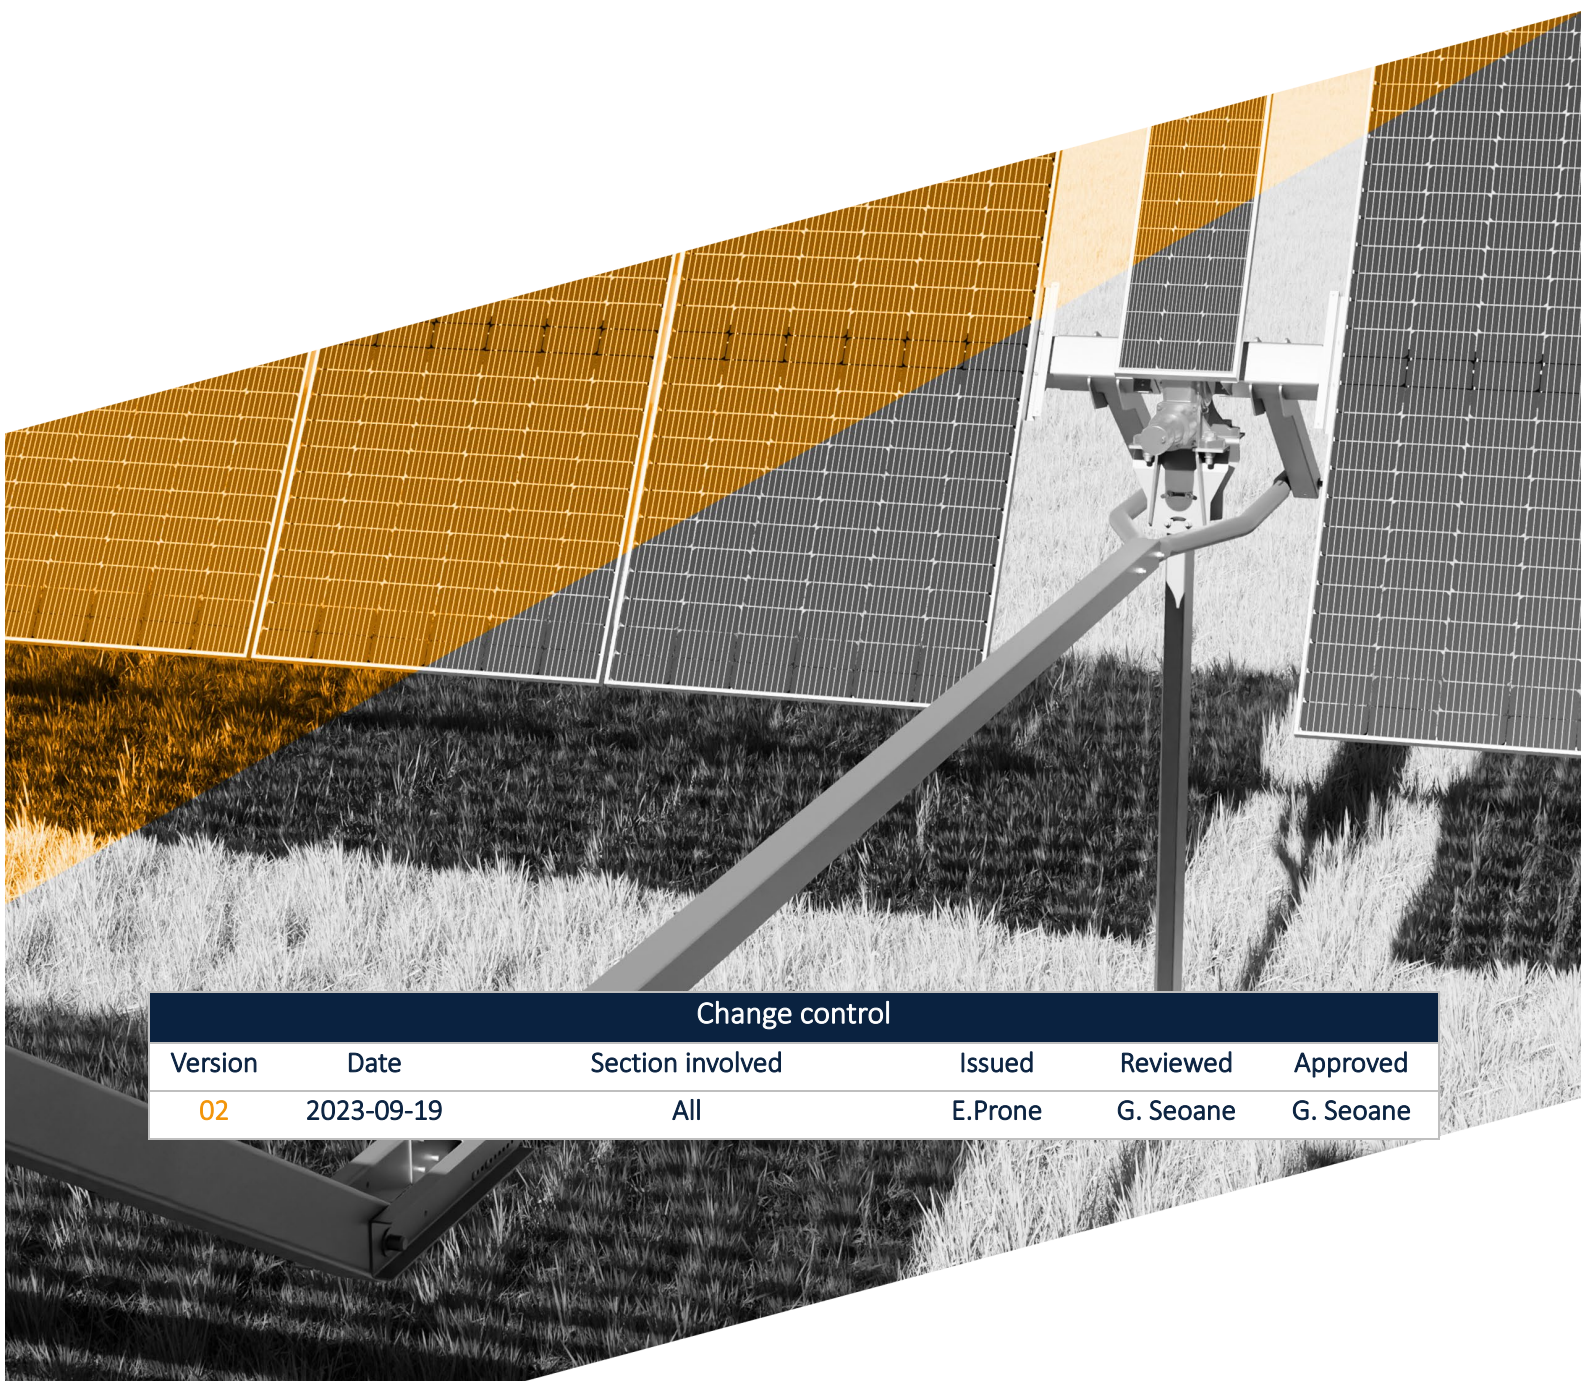 Change control
Version Date Section involved Issued Reviewed Approved
02 2023-09-19 All E.Prone G. Seoane G. Seoane